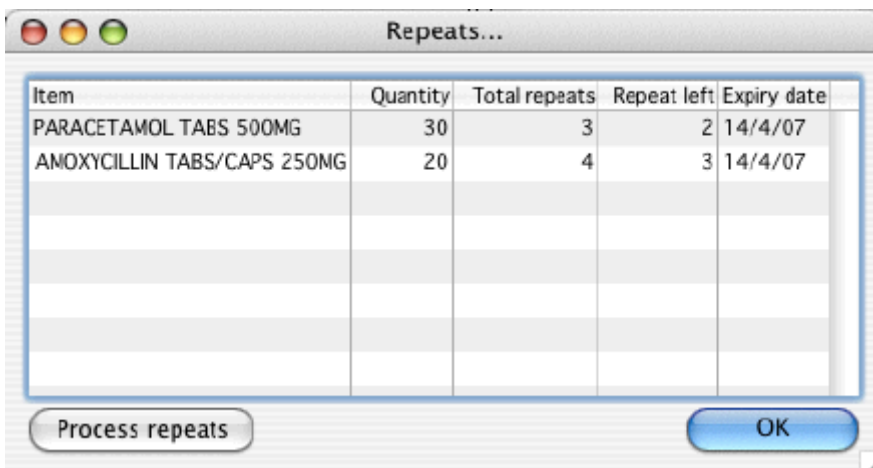 Repeats...
Item Quantity Total repeats Repeat left Expiry date
PARACETAMOL TABS 500MG 30 3 2 14/4/07
AMOXYCILLIN TABS/CAPS 250MG 20 4 3 14/4/07
Process repeats OK